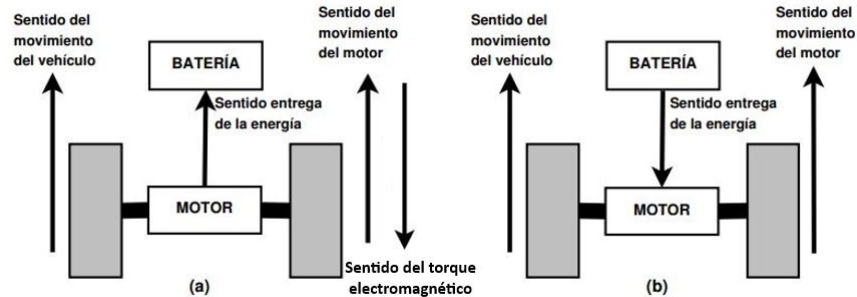 Sentido del
movimiento
del vehículo
BATERÍA
Sentido del
movimiento
del motor
Sentido entrega
de la energía
MOTOR
Sentido del torque
electromagnético
(a)
Sentido del
movimiento
del vehículo
BATERÍA
Sentido del
movimiento
del motor
Sentido entrega
de la energía
MOTOR
(b)